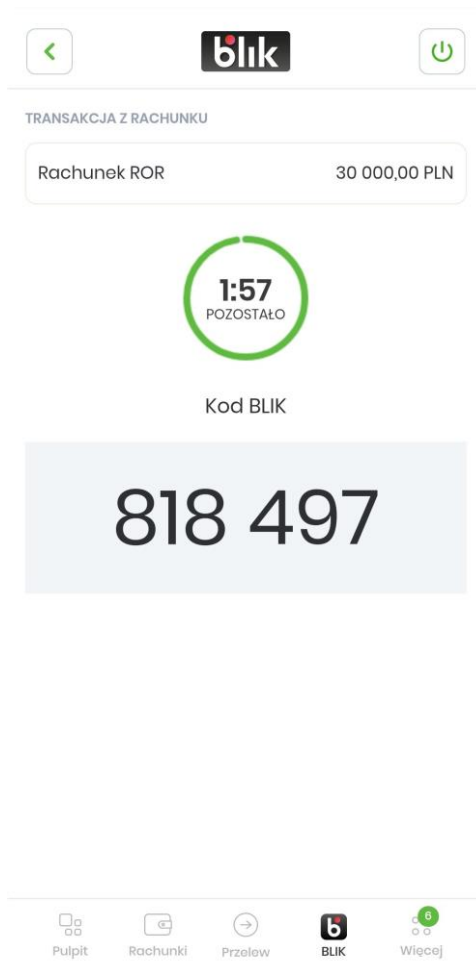 blik
TRANSAKCJA Z RACHUNKU
Rachunek ROR 30 000,00 PLN
1:57
POZOSTAŁO
Kod BLIK
818 497
6
Pulpit Rachunki Przelew BLIK Więcej